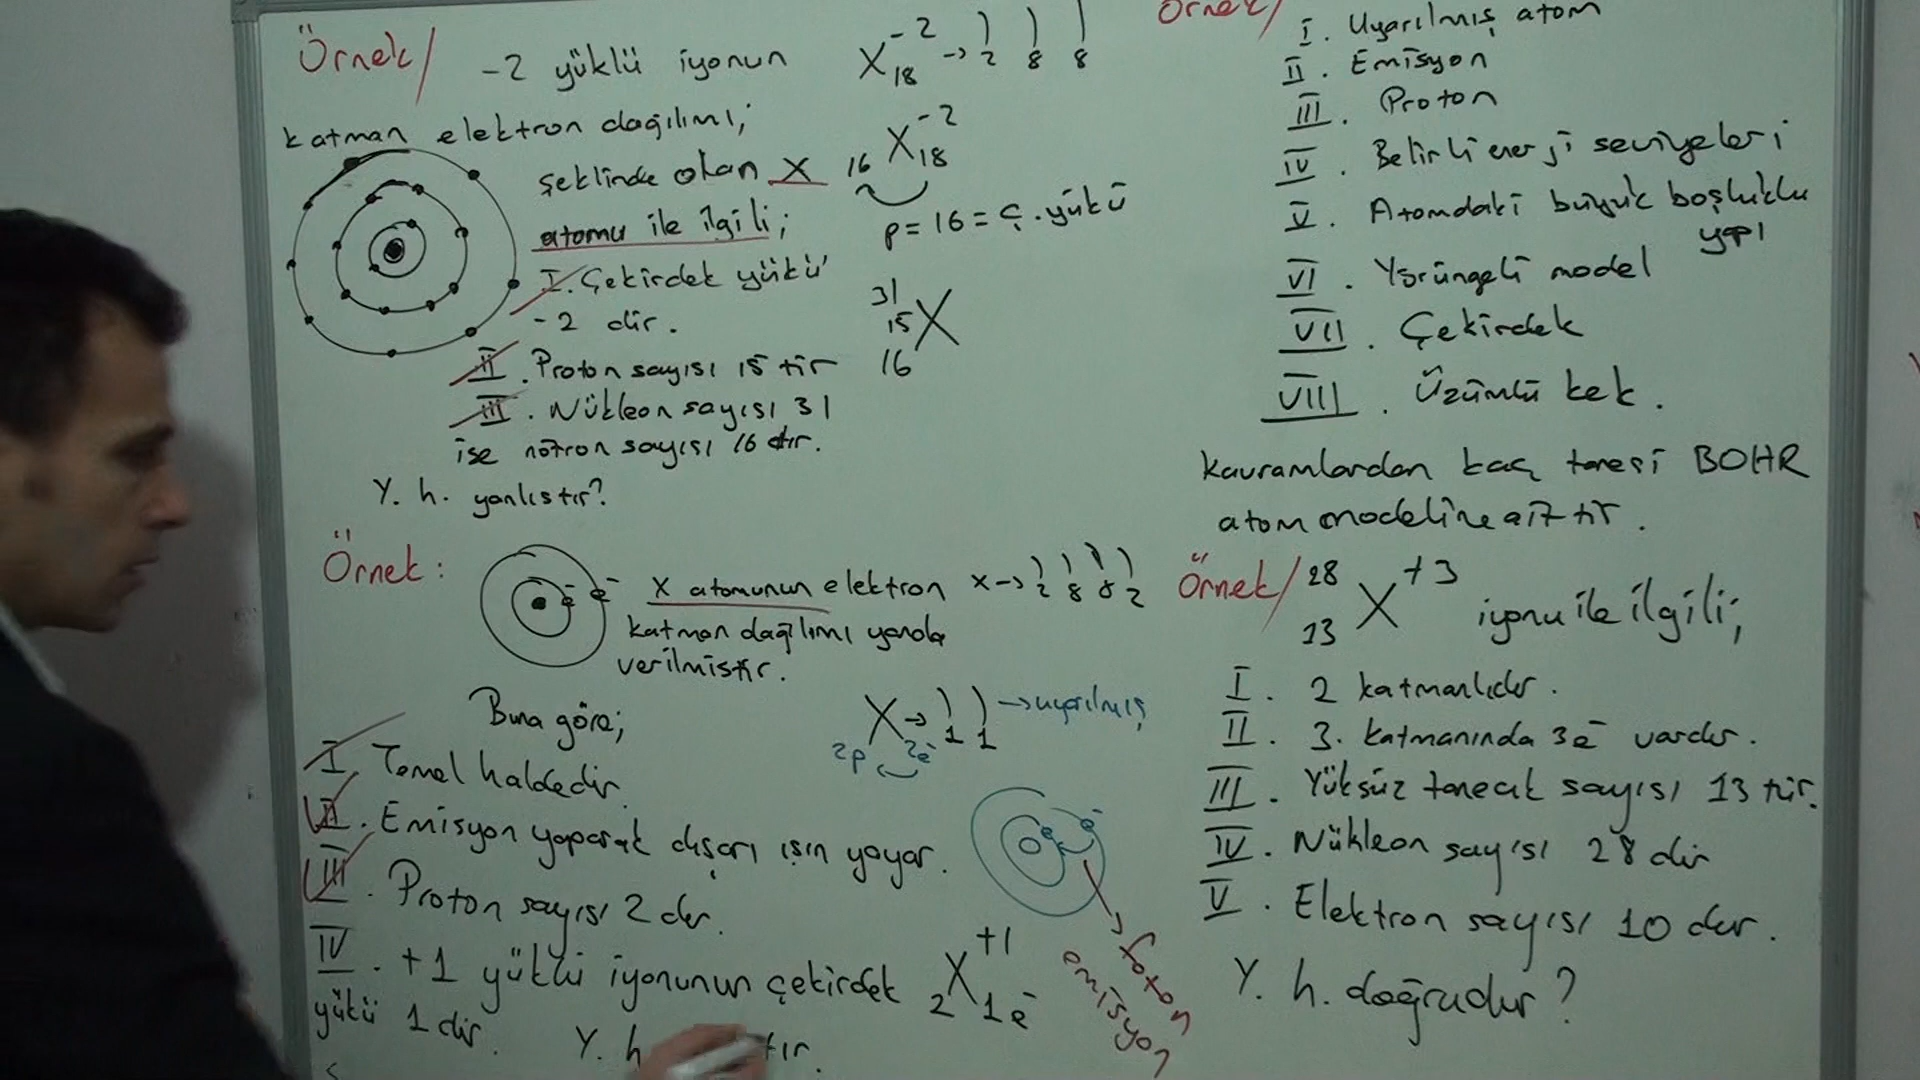 Örnek/ -2 yüklü iyonun X-2 18 → 2 8 8
katman elektron dağılımı;
şeklinde olan X
16 X-2 18
atomu ile ilgili;
p = 16 = Ç. yükü
I. Çekirdek yükü
-2 dir.
31
15 X
16
II. Proton sayısı 15 tir
III. Nükleon sayısı 31
ise nötron sayısı 16 dır.
Y. h. yanlıştır?
Örnek: X atomunun elektron X → 2 8 8 2
katman dağılımı yanda
verilmiştir.
e- e-
Buna göre;
X → 1 1 → uyarılmış
2p 2e-
I. Temel haldedir.
II. Emisyon yaparak dışarı ışın yayar.
III. Proton sayısı 2 dir.
e- e-
foton
emisyon
IV. +1 yüklü iyonunun çekirdek
yükü 1 dir.
2 X+1 1e-
Y. h tır.
Örnek/ I. Uyarılmış atom
II. Emisyon
III. Proton
IV. Belirli enerji seviyeleri
V. Atomdaki büyük boşluklu
yapı
VI. Yörüngeli model
VII. Çekirdek
VIII. Üzümlü kek.
Kavramlardan kaç tanesi BOHR
atom modeline aittir.
Örnek/ 28 13 X+3 iyonu ile ilgili;
I. 2 katmanlıdır.
II. 3. katmanında 3e- vardır.
III. Yüksüz tanecik sayısı 13 tür.
IV. Nükleon sayısı 28 dir
V. Elektron sayısı 10 dur.
Y. h. doğrudur?